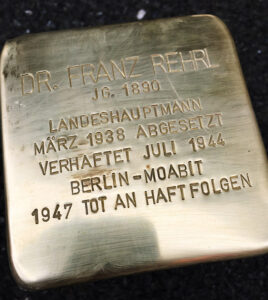 DR. FRANZ REHRL
JG. 1890
LANDESHAUPTMANN
MÄRZ 1938 ABGESETZT
VERHAFTET JULI 1944
BERLIN-MOABIT
1947 TOT AN HAFTFOLGEN